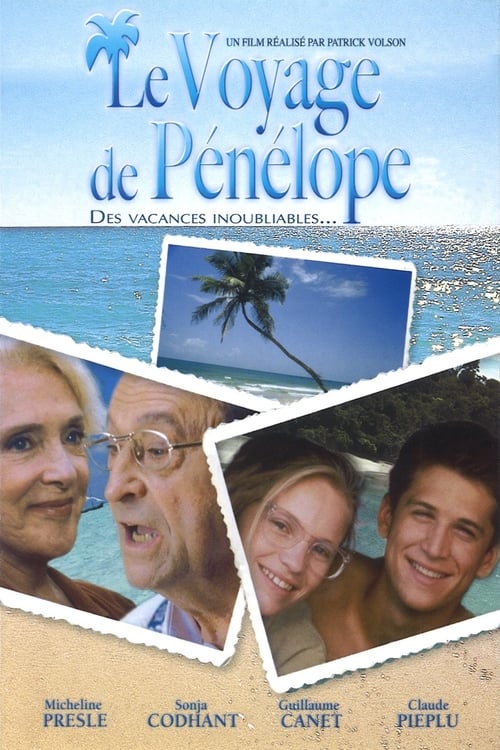 UN FILM RÉALISÉ PAR PATRICK VOLSON
Le Voyage
de Pénélope
DES VACANCES INOUBLIABLES...
Micheline PRESLE
Sonja CODHANT
Guillaume CANET
Claude PIEPLU